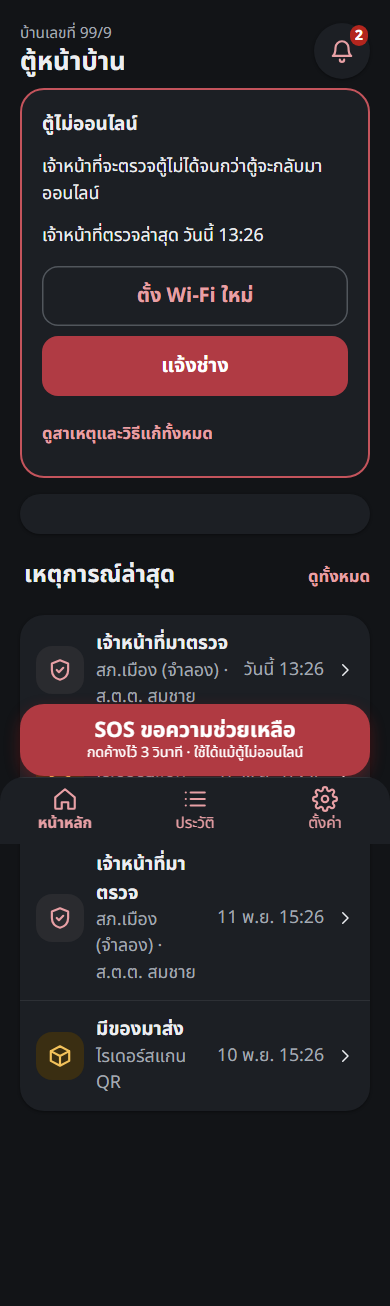 บ้านเลขที่ 99/9
ตู้หน้าบ้าน
2
ตู้ไม่ออนไลน์
เจ้าหน้าที่จะตรวจตู้ไม่ได้จนกว่าตู้จะกลับมา
ออนไลน์
เจ้าหน้าที่ตรวจล่าสุด วันนี้ 13:26
ตั้ง Wi-Fi ใหม่
แจ้งช่าง
ดูสาเหตุและวิธีแก้ทั้งหมด
เหตุการณ์ล่าสุด
ดูทั้งหมด
เจ้าหน้าที่มาตรวจ
สภ.เมือง (จำลอง) ·
ส.ต.ต. สมชาย
วันนี้ 13:26
SOS ขอความช่วยเหลือ
กดค้างไว้ 3 วินาที · ใช้ได้แม้ตู้ไม่ออนไลน์
หน้าหลัก
ประวัติ
ตั้งค่า
เจ้าหน้าที่มา
ตรวจ
สภ.เมือง
(จำลอง) ·
ส.ต.ต. สมชาย
11 พ.ย. 15:26
มีของมาส่ง
ไรเดอร์สแกน
QR
10 พ.ย. 15:26